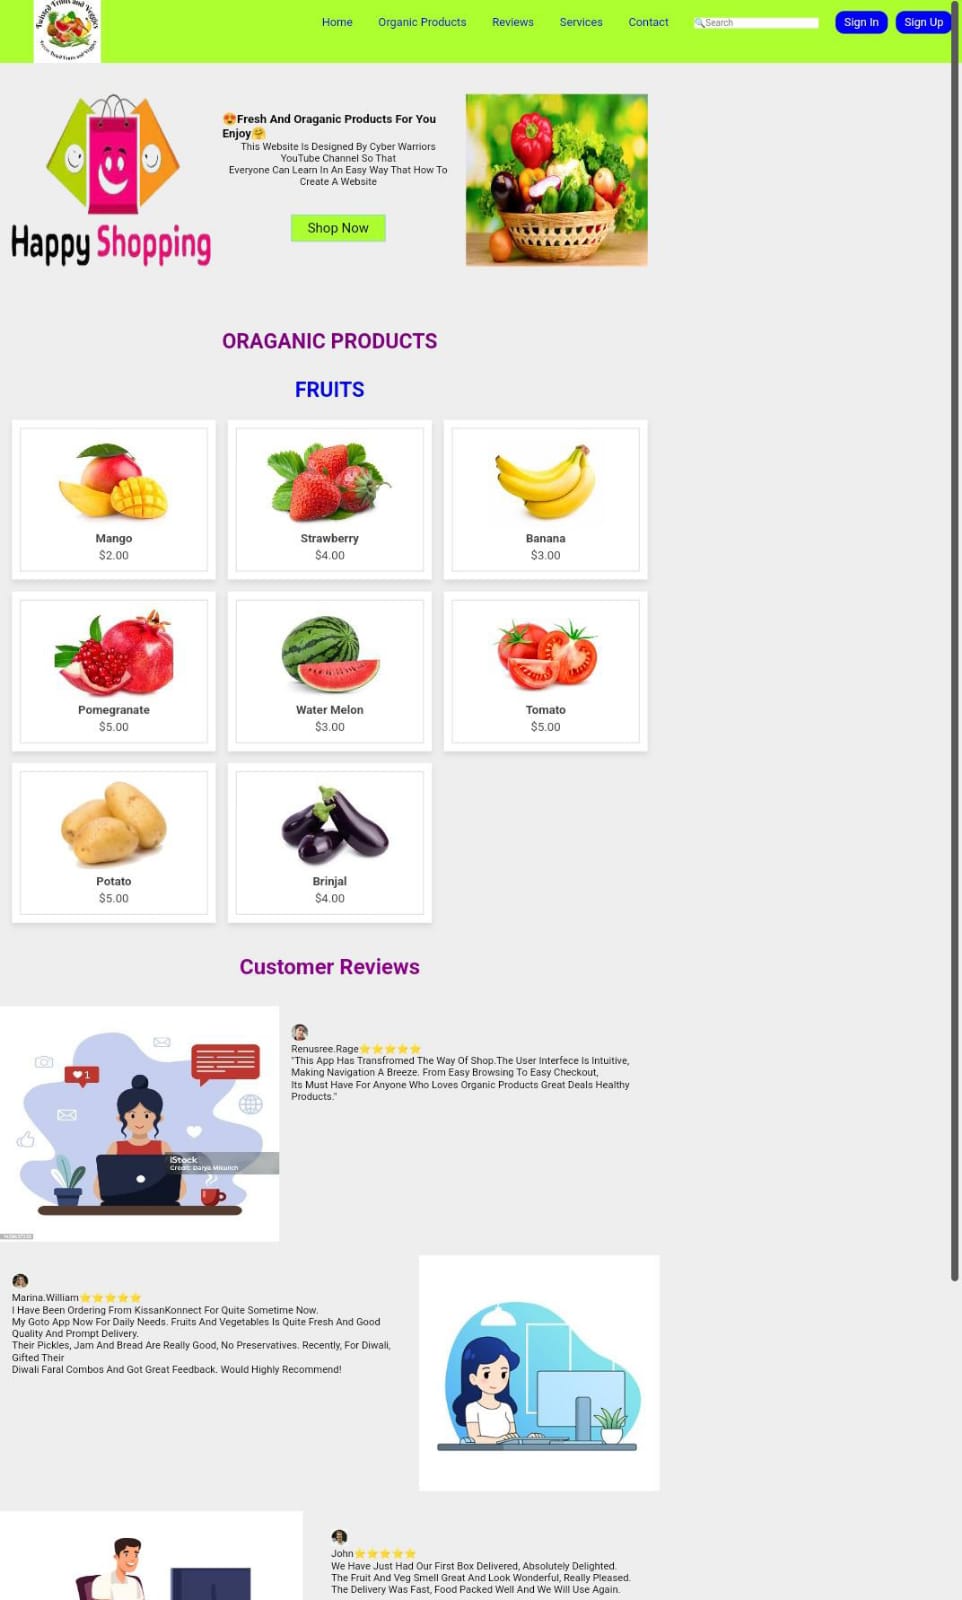 Twisted Fruits and Veggies
Home Organic Products Reviews Services Contact 🔍Search Sign In Sign Up
😍Fresh And Oraganic Products For You
Enjoy🤗
This Website Is Designed By Cyber Warriors
YouTube Channel So That
Everyone Can Learn In An Easy Way That How To
Create A Website
Shop Now
Happy Shopping
ORAGANIC PRODUCTS
FRUITS
Mango
$2.00
Strawberry
$4.00
Banana
$3.00
Pomegranate
$5.00
Water Melon
$3.00
Tomato
$5.00
Potato
$5.00
Brinjal
$4.00
Customer Reviews
1
iStock
Credit: Darya Mikulich
Renusree.Rage⭐⭐⭐⭐⭐
"This App Has Transfromed The Way Of Shop.The User Interfece Is Intuitive,
Making Navigation A Breeze. From Easy Browsing To Easy Checkout,
Its Must Have For Anyone Who Loves Organic Products Great Deals Healthy
Products."
Marina.William⭐⭐⭐⭐⭐
I Have Been Ordering From KissanKonnect For Quite Sometime Now.
My Goto App Now For Daily Needs. Fruits And Vegetables Is Quite Fresh And Good
Quality And Prompt Delivery.
Their Pickles, Jam And Bread Are Really Good, No Preservatives. Recently, For Diwali,
Gifted Their
Diwali Faral Combos And Got Great Feedback. Would Highly Recommend!
John⭐⭐⭐⭐⭐
We Have Just Had Our First Box Delivered, Absolutely Delighted.
The Fruit And Veg Smell Great And Look Wonderful, Really Pleased.
The Delivery Was Fast, Food Packed Well And We Will Use Again.